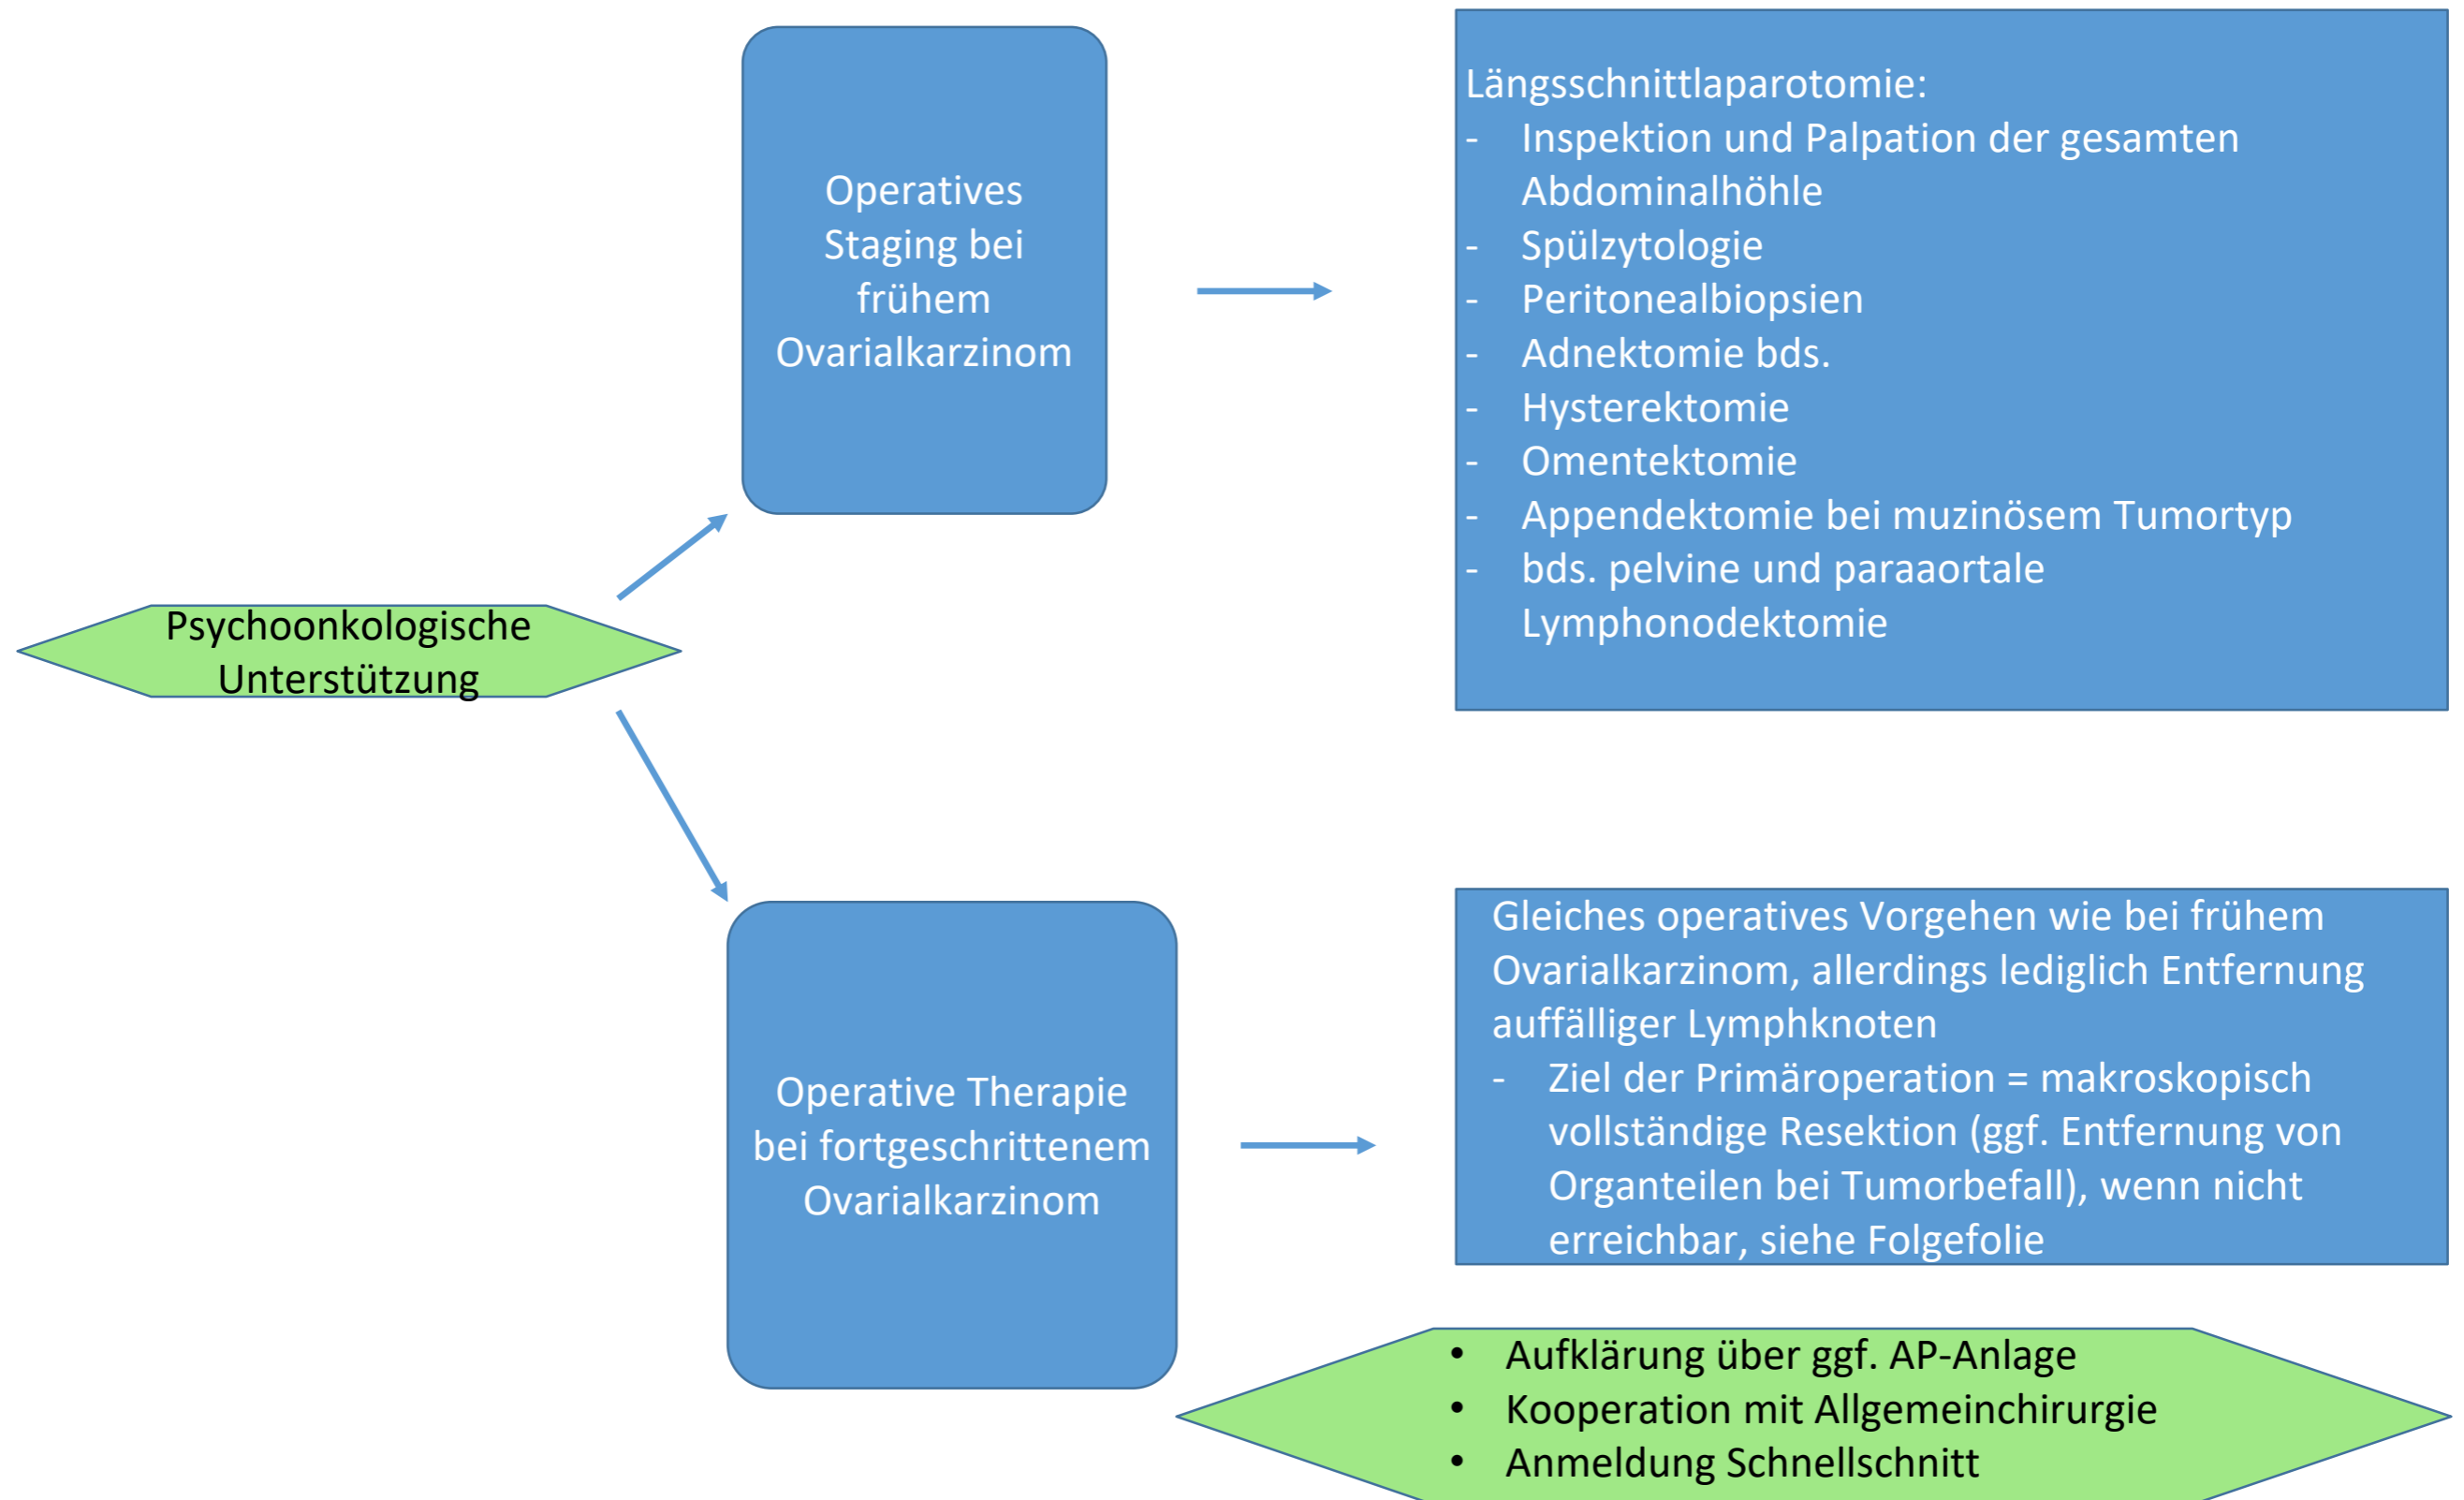 Operatives
Staging bei
frühem
Ovarialkarzinom
Längsschnittlaparotomie:
- Inspektion und Palpation der gesamten
Abdominalhöhle
- Spülzytologie
- Peritonealbiopsien
- Adnektomie bds.
- Hysterektomie
- Omentektomie
- Appendektomie bei muzinösem Tumortyp
- bds. pelvine und paraaortale
Lymphonodektomie
Psychoonkologische
Unterstützung
Operative Therapie
bei fortgeschrittenem
Ovarialkarzinom
Gleiches operatives Vorgehen wie bei frühem
Ovarialkarzinom, allerdings lediglich Entfernung
auffälliger Lymphknoten
- Ziel der Primäroperation = makroskopisch
vollständige Resektion (ggf. Entfernung von
Organteilen bei Tumorbefall), wenn nicht
erreichbar, siehe Folgefolie
• Aufklärung über ggf. AP-Anlage
• Kooperation mit Allgemeinchirurgie
• Anmeldung Schnellschnitt